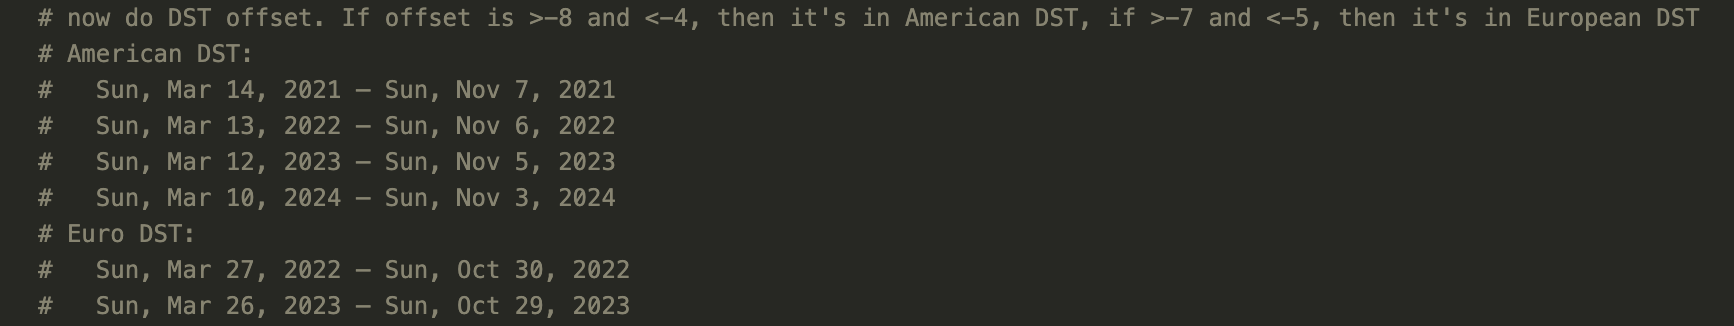 # now do DST offset. If offset is >-8 and <-4, then it's in American DST, if >-7 and <-5, then it's in European DST
# American DST:
#   Sun, Mar 14, 2021 – Sun, Nov 7, 2021
#   Sun, Mar 13, 2022 – Sun, Nov 6, 2022
#   Sun, Mar 12, 2023 – Sun, Nov 5, 2023
#   Sun, Mar 10, 2024 – Sun, Nov 3, 2024
# Euro DST:
#   Sun, Mar 27, 2022 – Sun, Oct 30, 2022
#   Sun, Mar 26, 2023 – Sun, Oct 29, 2023